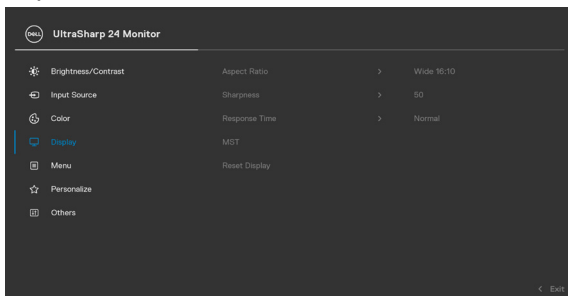 DELL UltraSharp 24 Monitor
Brightness/Contrast Aspect Ratio > Wide 16:10
Input Source Sharpness > 50
Color Response Time > Normal
Display MST
Menu Reset Display
Personalize
Others
< Exit